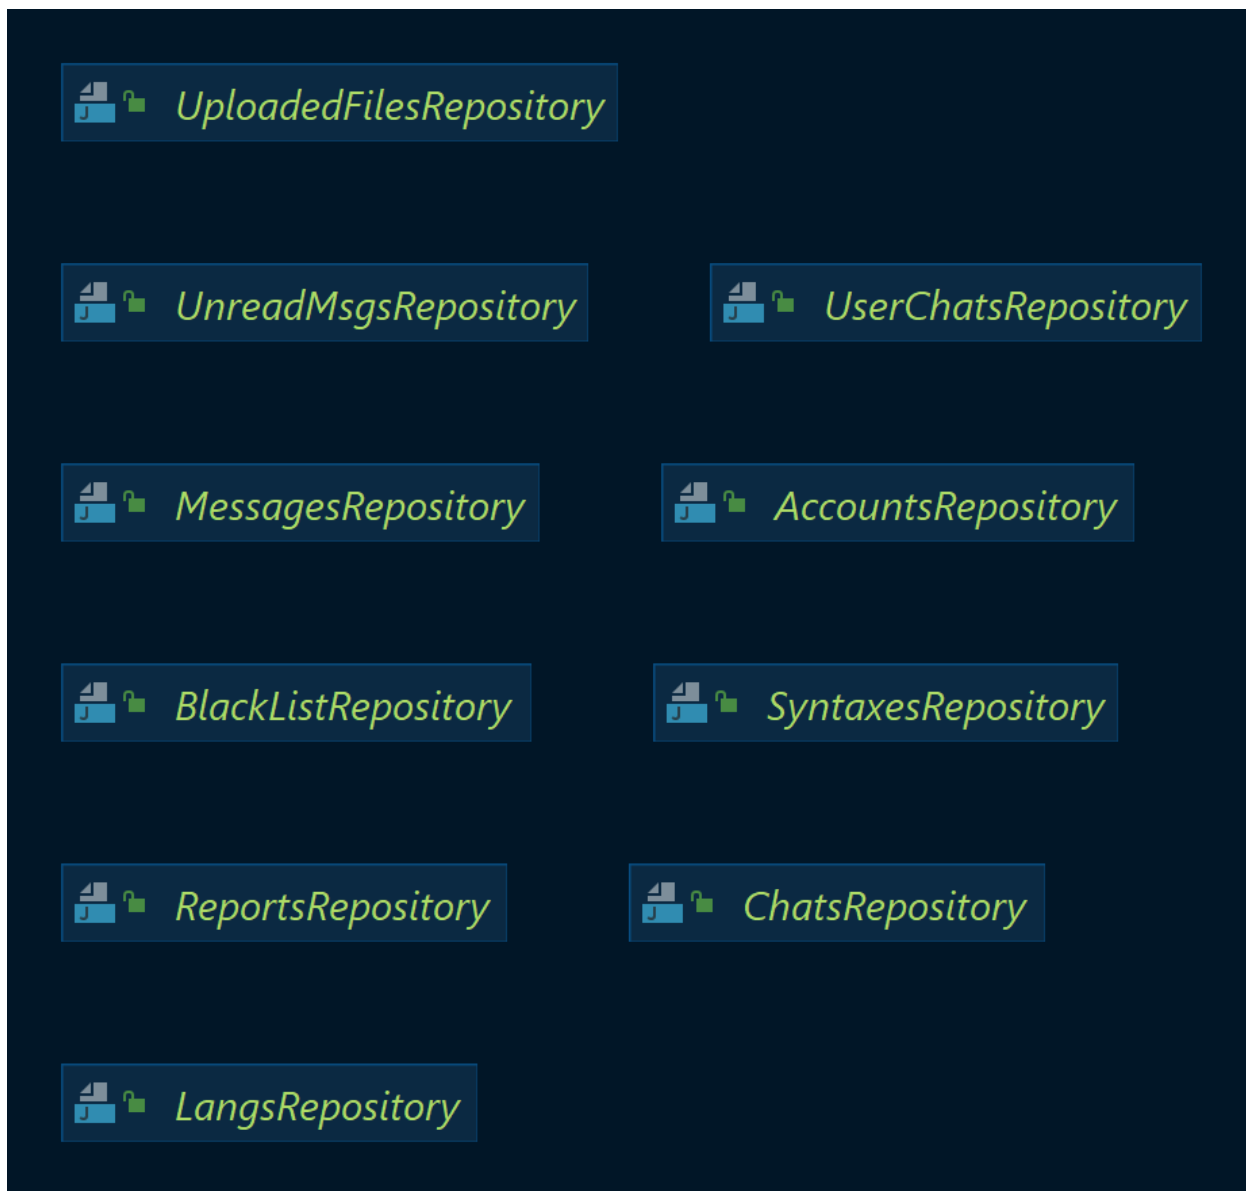 UploadedFilesRepository
UnreadMsgsRepository UserChatsRepository
MessagesRepository AccountsRepository
BlackListRepository SyntaxesRepository
ReportsRepository ChatsRepository
LangsRepository